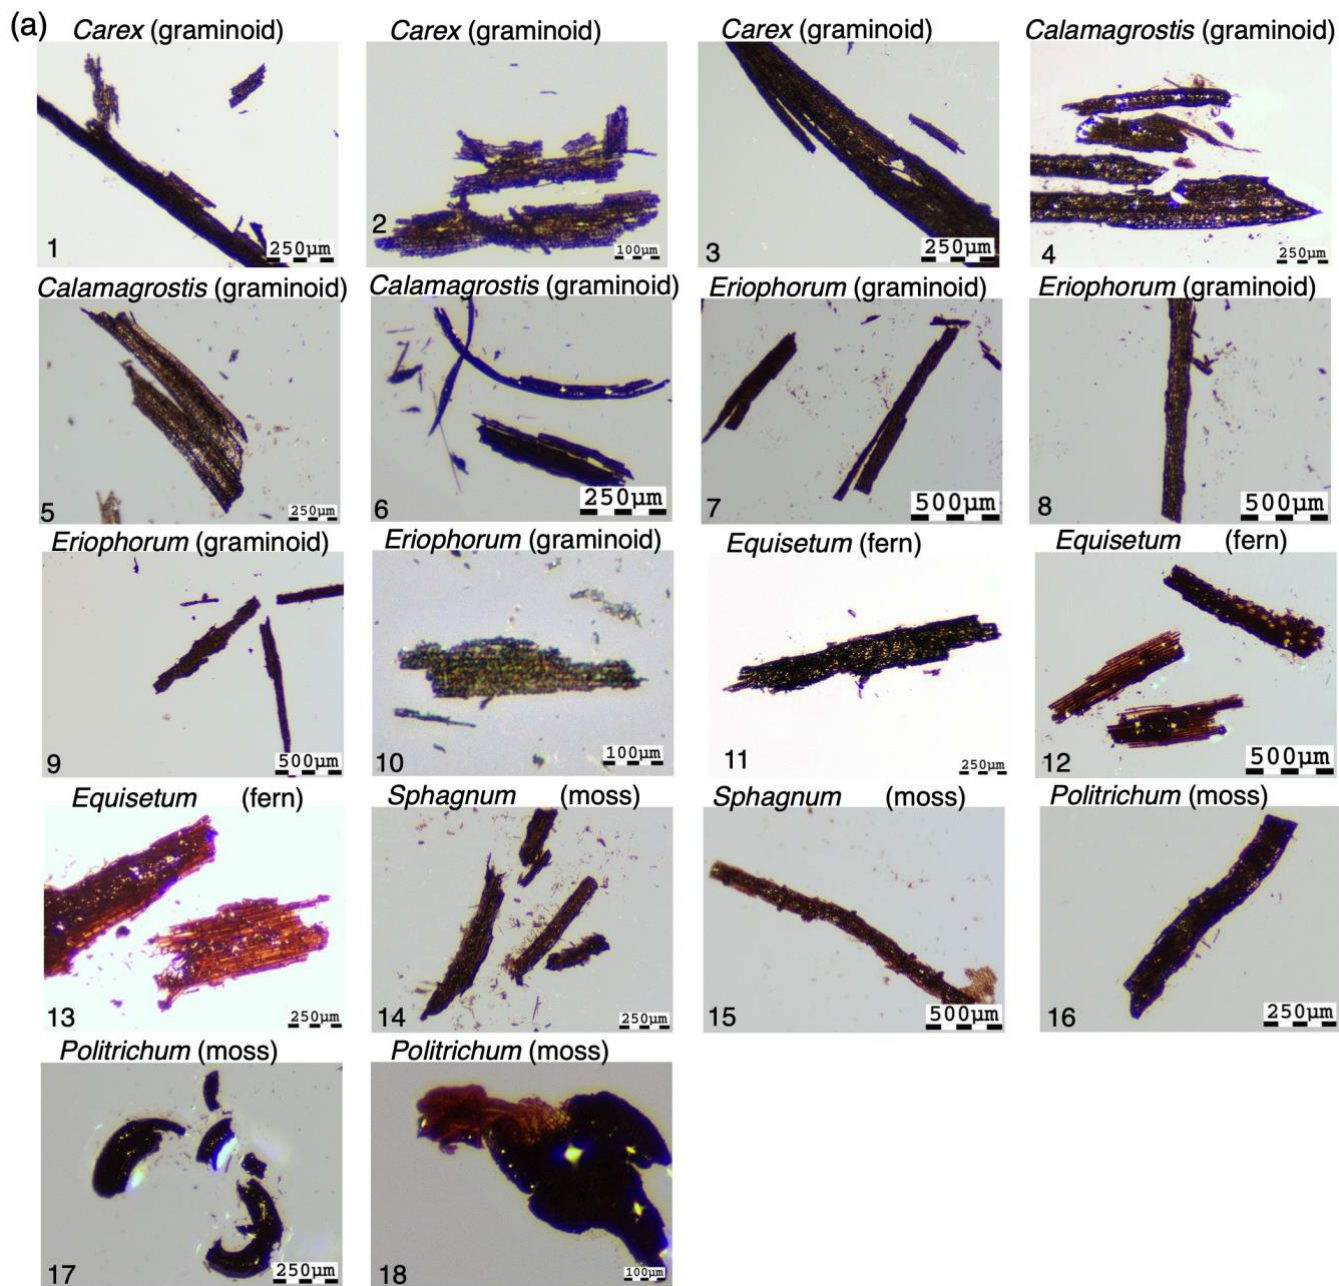 (a)
Carex (graminoid)
Carex (graminoid)
Carex (graminoid)
Calamagrostis (graminoid)
1
250µm
2
100µm
3
250µm
4
250µm
Calamagrostis (graminoid)
Calamagrostis (graminoid)
Eriophorum (graminoid)
Eriophorum (graminoid)
5
250µm
6
250µm
7
500µm
8
500µm
Eriophorum (graminoid)
Eriophorum (graminoid)
Equisetum (fern)
Equisetum (fern)
9
500µm
10
100µm
11
250µm
12
500µm
Equisetum (fern)
Sphagnum (moss)
Sphagnum (moss)
Politrichum (moss)
13
250µm
14
250µm
15
500µm
16
250µm
Politrichum (moss)
Politrichum (moss)
17
250µm
18
100µm